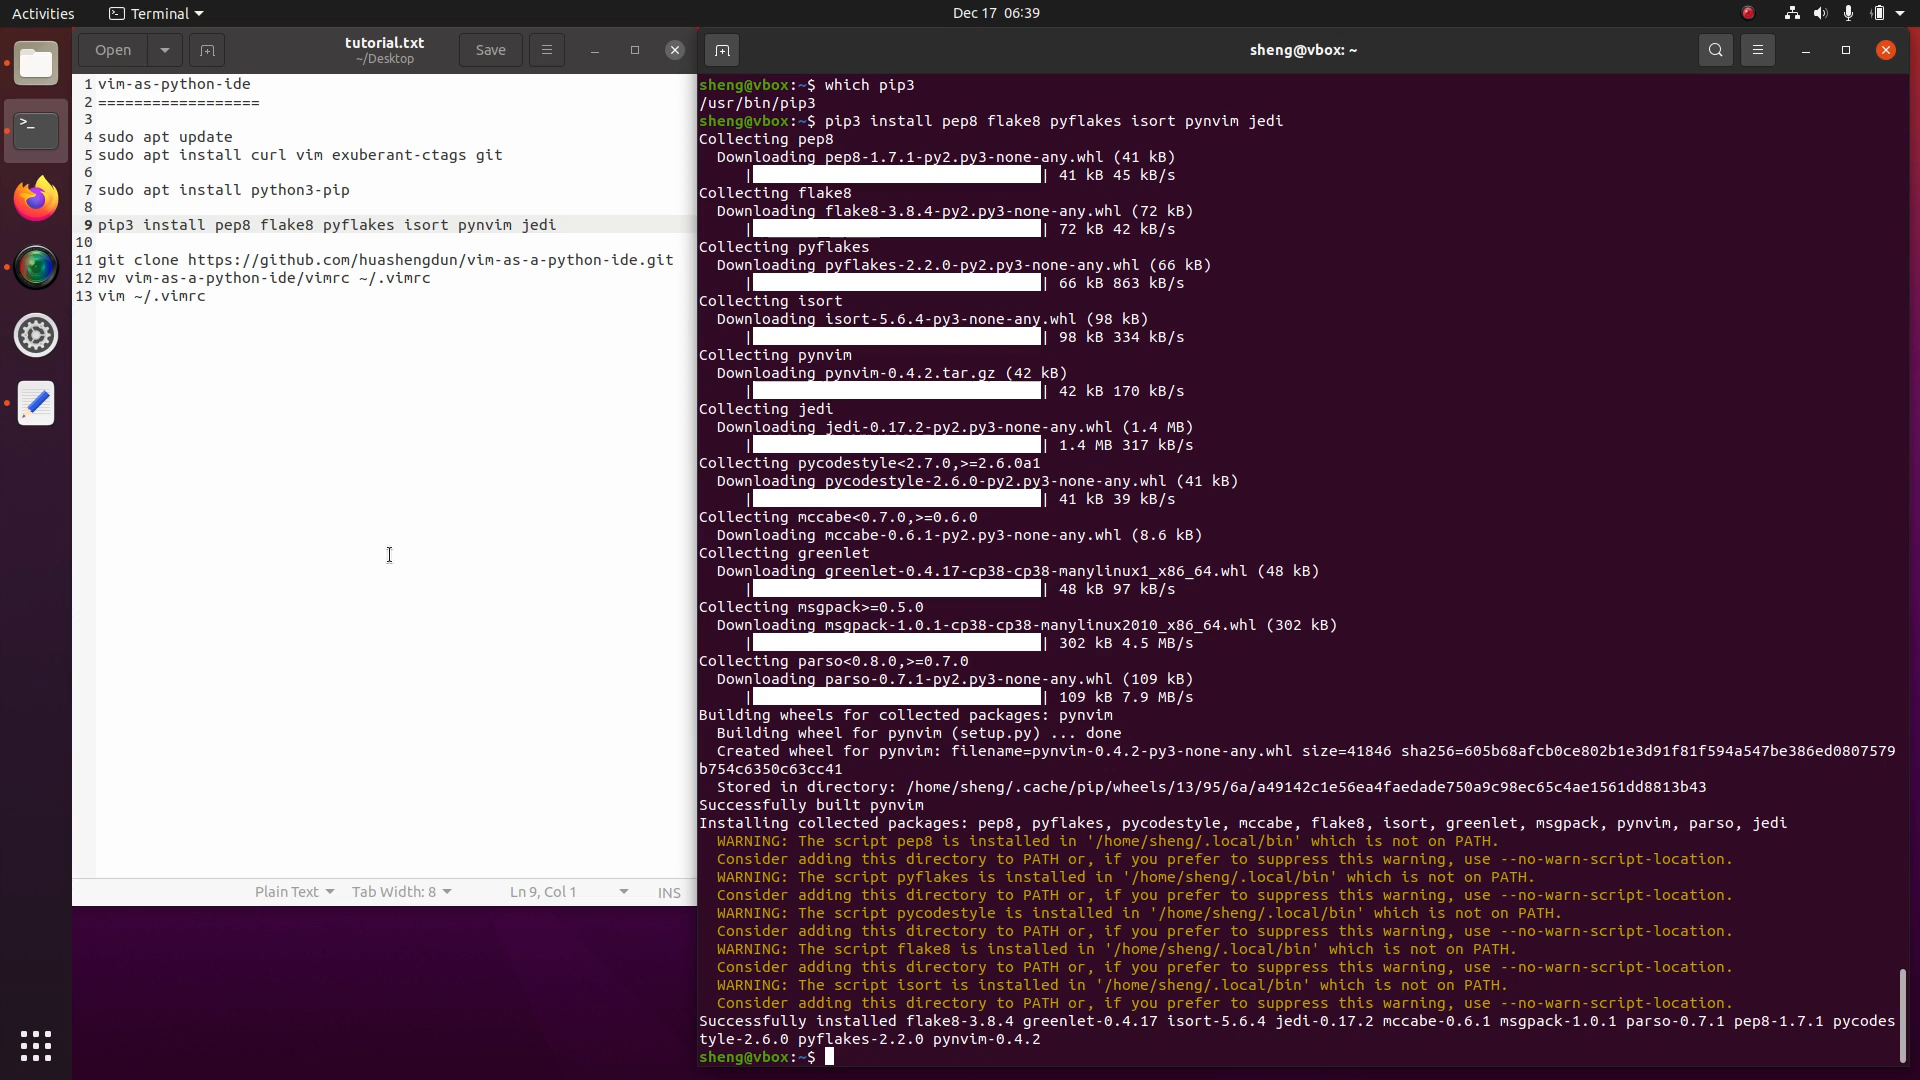 Activities
Terminal
Dec 17 06:39
Open
tutorial.txt
~/Desktop
Save
1 vim-as-python-ide
2 ==================
3
4 sudo apt update
5 sudo apt install curl vim exuberant-ctags git
6
7 sudo apt install python3-pip
8
9 pip3 install pep8 flake8 pyflakes isort pynvim jedi
10
11 git clone https://github.com/huashengdun/vim-as-a-python-ide.git
12 mv vim-as-a-python-ide/vimrc ~/.vimrc
13 vim ~/.vimrc
Plain Text
Tab Width: 8
Ln 9, Col 1
INS
sheng@vbox: ~
sheng@vbox:~$ which pip3
/usr/bin/pip3
sheng@vbox:~$ pip3 install pep8 flake8 pyflakes isort pynvim jedi
Collecting pep8
  Downloading pep8-1.7.1-py2.py3-none-any.whl (41 kB)
| | 41 kB 45 kB/s
Collecting flake8
  Downloading flake8-3.8.4-py2.py3-none-any.whl (72 kB)
| | 72 kB 42 kB/s
Collecting pyflakes
  Downloading pyflakes-2.2.0-py2.py3-none-any.whl (66 kB)
| | 66 kB 863 kB/s
Collecting isort
  Downloading isort-5.6.4-py3-none-any.whl (98 kB)
| | 98 kB 334 kB/s
Collecting pynvim
  Downloading pynvim-0.4.2.tar.gz (42 kB)
| | 42 kB 170 kB/s
Collecting jedi
  Downloading jedi-0.17.2-py2.py3-none-any.whl (1.4 MB)
| | 1.4 MB 317 kB/s
Collecting pycodestyle<2.7.0,>=2.6.0a1
  Downloading pycodestyle-2.6.0-py2.py3-none-any.whl (41 kB)
| | 41 kB 39 kB/s
Collecting mccabe<0.7.0,>=0.6.0
  Downloading mccabe-0.6.1-py2.py3-none-any.whl (8.6 kB)
Collecting greenlet
  Downloading greenlet-0.4.17-cp38-cp38-manylinux1_x86_64.whl (48 kB)
| | 48 kB 97 kB/s
Collecting msgpack>=0.5.0
  Downloading msgpack-1.0.1-cp38-cp38-manylinux2010_x86_64.whl (302 kB)
| | 302 kB 4.5 MB/s
Collecting parso<0.8.0,>=0.7.0
  Downloading parso-0.7.1-py2.py3-none-any.whl (109 kB)
| | 109 kB 7.9 MB/s
Building wheels for collected packages: pynvim
  Building wheel for pynvim (setup.py) ... done
  Created wheel for pynvim: filename=pynvim-0.4.2-py3-none-any.whl size=41846 sha256=605b68afcb0ce802b1e3d91f81f594a547be386ed0807579
b754c6350c63cc41
  Stored in directory: /home/sheng/.cache/pip/wheels/13/95/6a/a49142c1e56ea4faedade750a9c98ec65c4ae1561dd8813b43
Successfully built pynvim
Installing collected packages: pep8, pyflakes, pycodestyle, mccabe, flake8, isort, greenlet, msgpack, pynvim, parso, jedi
  WARNING: The script pep8 is installed in '/home/sheng/.local/bin' which is not on PATH.
  Consider adding this directory to PATH or, if you prefer to suppress this warning, use --no-warn-script-location.
  WARNING: The script pyflakes is installed in '/home/sheng/.local/bin' which is not on PATH.
  Consider adding this directory to PATH or, if you prefer to suppress this warning, use --no-warn-script-location.
  WARNING: The script pycodestyle is installed in '/home/sheng/.local/bin' which is not on PATH.
  Consider adding this directory to PATH or, if you prefer to suppress this warning, use --no-warn-script-location.
  WARNING: The script flake8 is installed in '/home/sheng/.local/bin' which is not on PATH.
  Consider adding this directory to PATH or, if you prefer to suppress this warning, use --no-warn-script-location.
  WARNING: The script isort is installed in '/home/sheng/.local/bin' which is not on PATH.
  Consider adding this directory to PATH or, if you prefer to suppress this warning, use --no-warn-script-location.
Successfully installed flake8-3.8.4 greenlet-0.4.17 isort-5.6.4 jedi-0.17.2 mccabe-0.6.1 msgpack-1.0.1 parso-0.7.1 pep8-1.7.1 pycodes
tyle-2.6.0 pyflakes-2.2.0 pynvim-0.4.2
sheng@vbox:~$